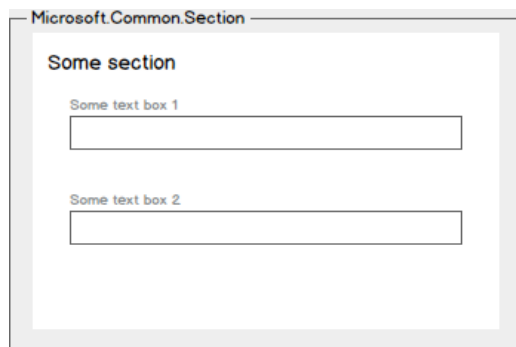 Microsoft.Common.Section
Some section
Some text box 1
Some text box 2